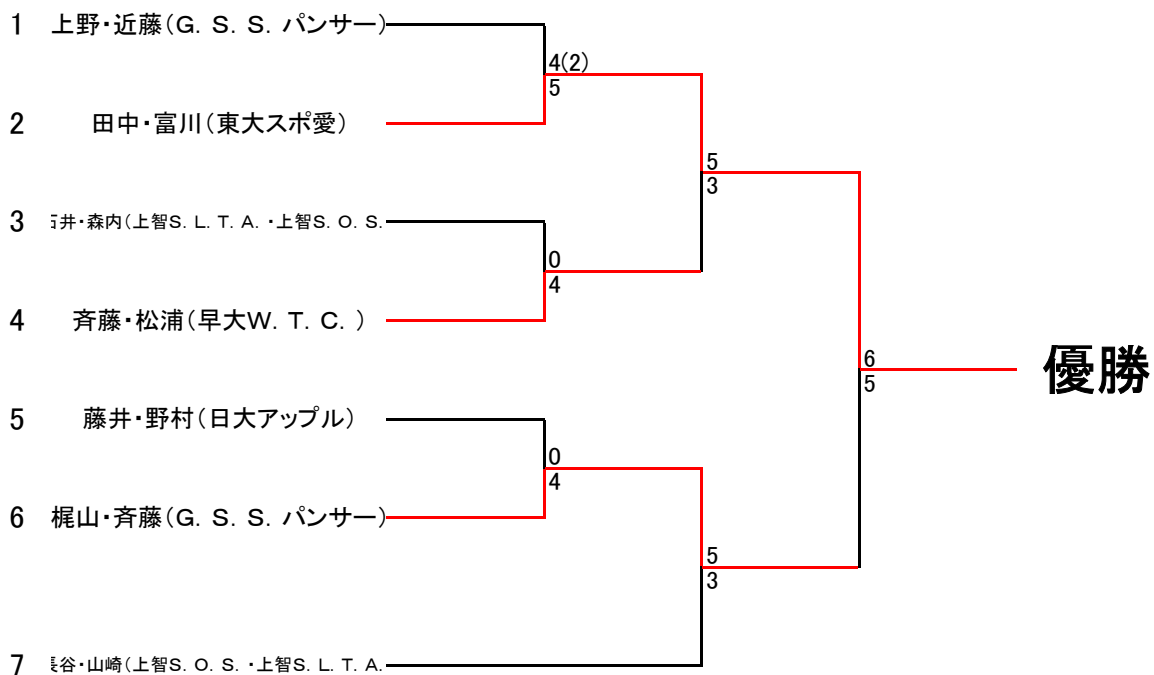 1 上野・近藤(G. S. S. パンサー)
4(2)
5
2 田中・富川(東大スポ愛)
5
3
3 石井・森内(上智S. L. T. A. ・上智S. O. S.
0
4
4 斉藤・松浦(早大W. T. C. )
6
5
優勝
5 藤井・野村(日大アップル)
0
4
6 梶山・斉藤(G. S. S. パンサー)
5
3
7 長谷・山崎(上智S. O. S. ・上智S. L. T. A.